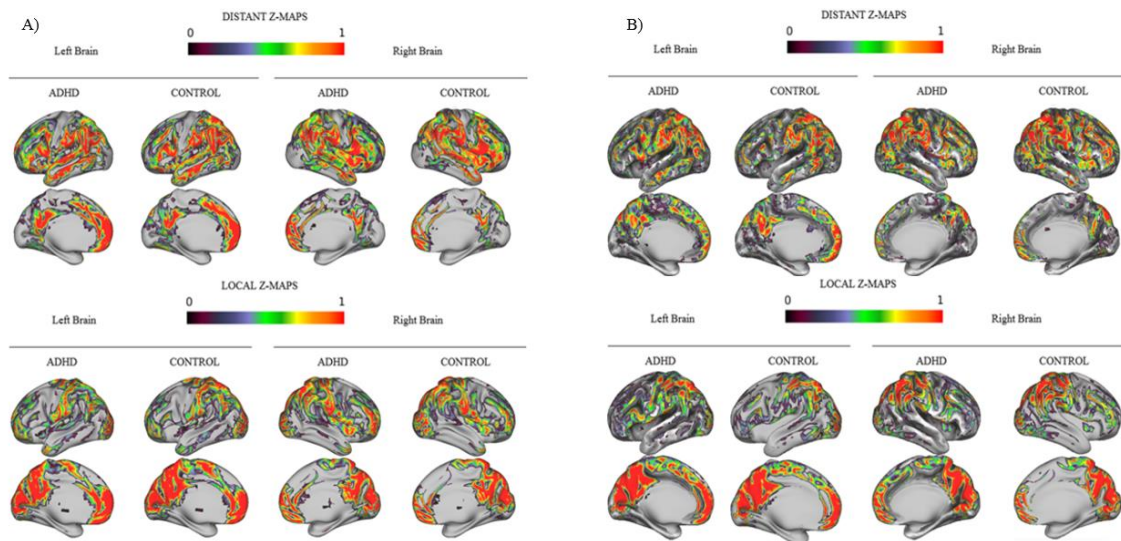 A)
DISTANT Z-MAPS
0 1
Left Brain Right Brain
ADHD CONTROL ADHD CONTROL
LOCAL Z-MAPS
0 1
Left Brain Right Brain
ADHD CONTROL ADHD CONTROL
B)
DISTANT Z-MAPS
0 1
Left Brain Right Brain
ADHD CONTROL ADHD CONTROL
LOCAL Z-MAPS
0 1
Left Brain Right Brain
ADHD CONTROL ADHD CONTROL